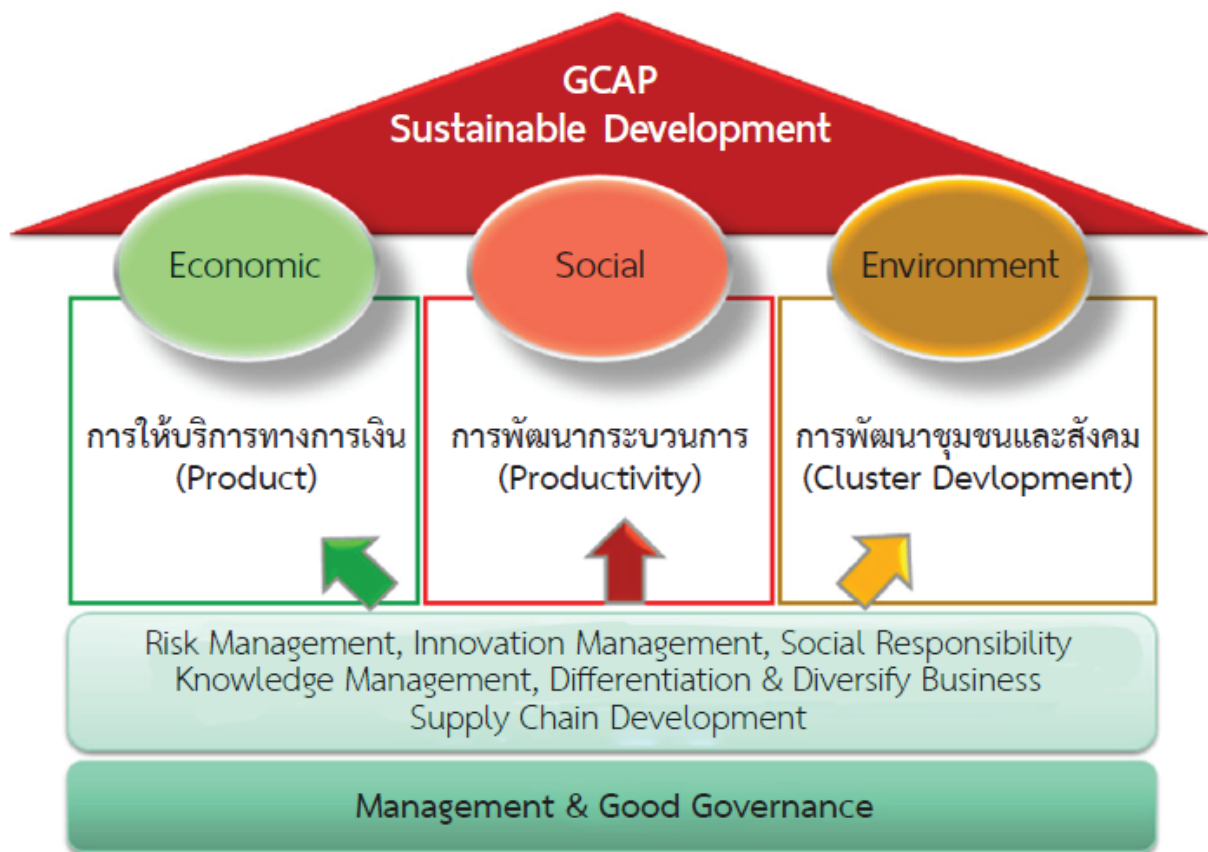 GCAP
Sustainable Development
Economic
Social
Environment
การให้บริการทางการเงิน
(Product)
การพัฒนากระบวนการ
(Productivity)
การพัฒนาชุมชนและสังคม
(Cluster Devlopment)
Risk Management, Innovation Management, Social Responsibility
Knowledge Management, Differentiation & Diversify Business
Supply Chain Development
Management & Good Governance